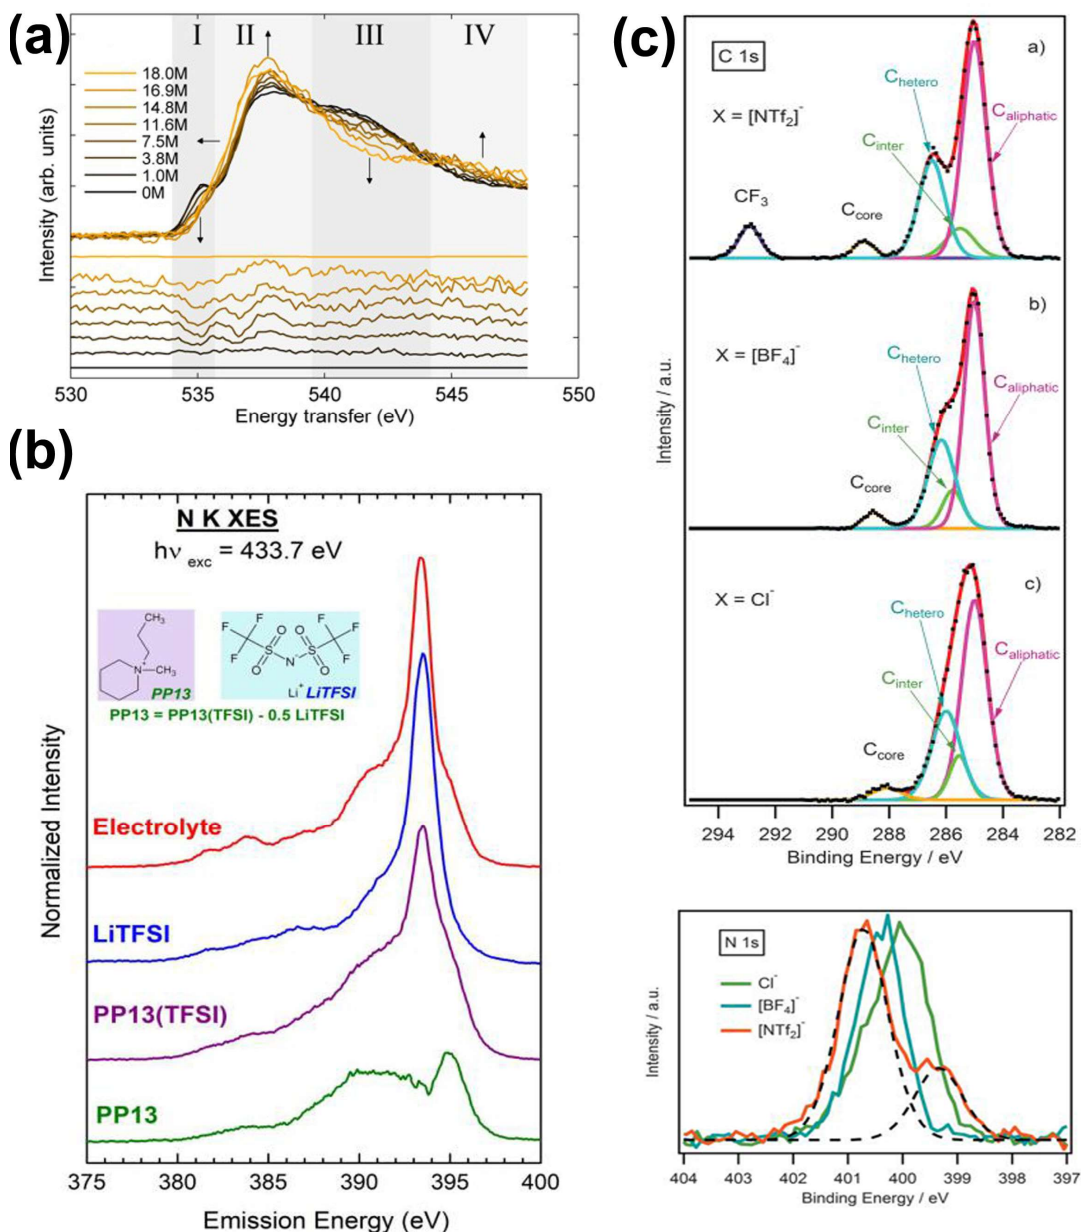 (a)
I II III IV
18.0M
16.9M
14.8M
11.6M
7.5M
3.8M
1.0M
0M
Intensity (arb. units)
530 535 540 545 550
Energy transfer (eV)
(b)
N K XES
hν exc = 433.7 eV
CH3
N+
CH3
PP13
F F
F O O F
S S
F O N- O F
F F
Li+ LiTFSI
PP13 = PP13(TFSI) - 0.5 LiTFSI
Electrolyte
LiTFSI
PP13(TFSI)
PP13
Normalized Intensity
375 380 385 390 395 400
Emission Energy (eV)
(c)
C 1s
a)
X = [NTf2]-
CF3
Ccore
Chetero
Cinter
Caliphatic
b)
X = [BF4]-
Ccore
Chetero
Cinter
Caliphatic
c)
X = Cl-
Ccore
Chetero
Cinter
Caliphatic
Intensity / a.u.
294 292 290 288 286 284 282
Binding Energy / eV
N 1s
Cl-
[BF4]-
[NTf2]-
Intensity / a.u.
404 403 402 401 400 399 398 397
Binding Energy / eV